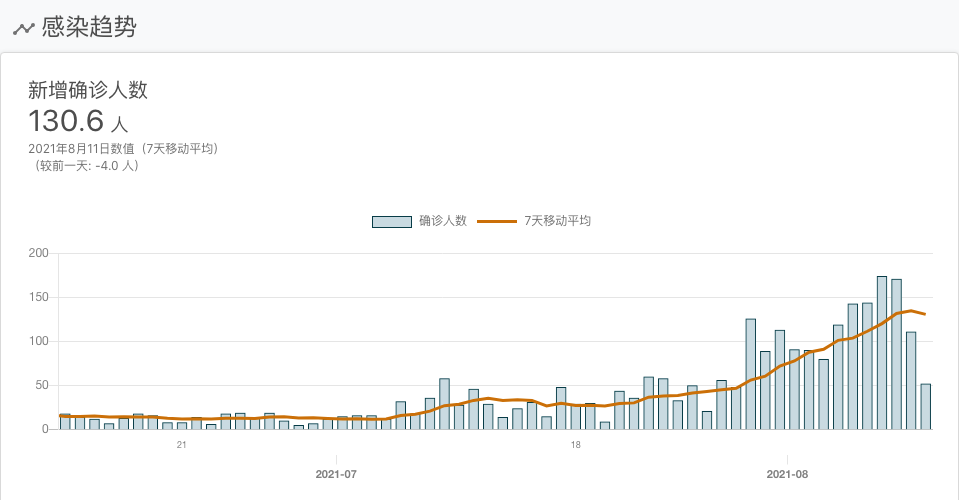 感染趋势
新增确诊人数
130.6 人
2021年8月11日数值（7天移动平均）
（较前一天: -4.0 人）
确诊人数 7天移动平均
200
150
100
50
0
21 18
2021-07 2021-08